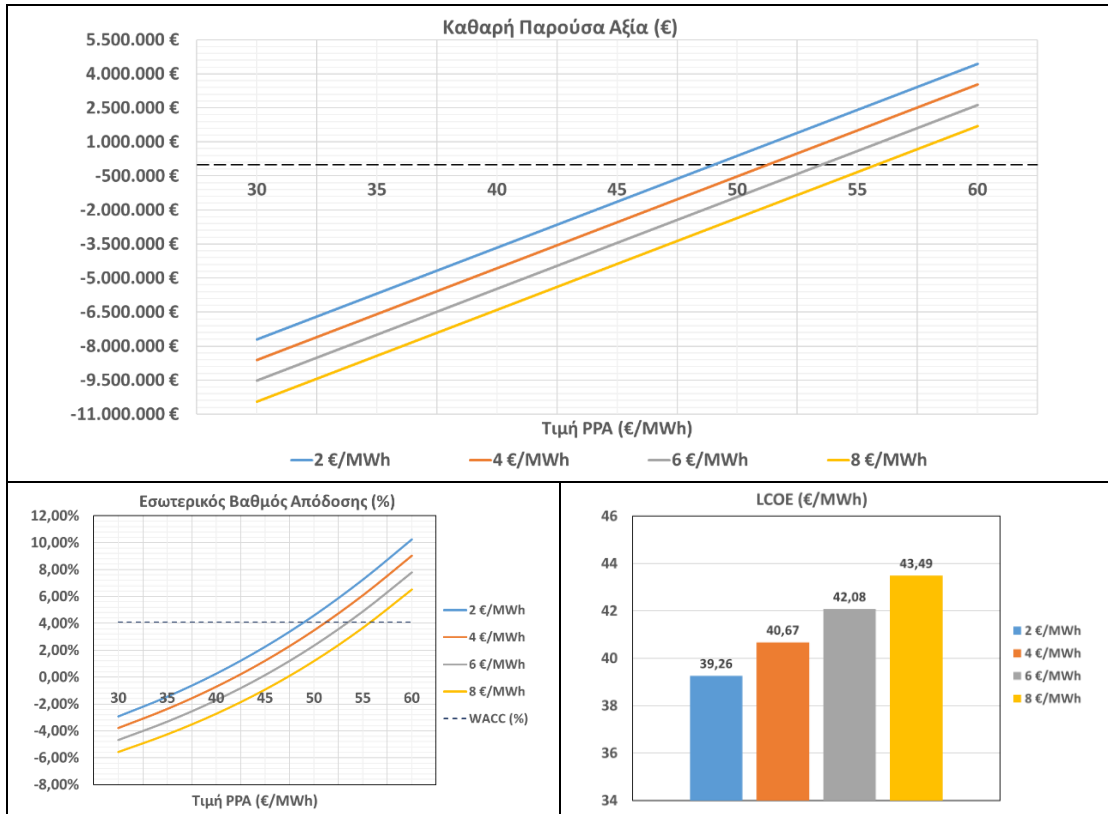 Καθαρή Παρούσα Αξία (€)
5.500.000 €
4.000.000 €
2.500.000 €
1.000.000 €
-500.000 €
-2.000.000 €
-3.500.000 €
-5.000.000 €
-6.500.000 €
-8.000.000 €
-9.500.000 €
-11.000.000 €
30 35 40 45 50 55 60
Τιμή PPA (€/MWh)
2 €/MWh 4 €/MWh 6 €/MWh 8 €/MWh
Εσωτερικός Βαθμός Απόδοσης (%)
12,00%
10,00%
8,00%
6,00%
4,00%
2,00%
0,00%
-2,00%
-4,00%
-6,00%
-8,00%
30 35 40 45 50 55 60
Τιμή PPA (€/MWh)
2 €/MWh
4 €/MWh
6 €/MWh
8 €/MWh
WACC (%)
LCOE (€/MWh)
46
44
42
40
38
36
34
39,26
40,67
42,08
43,49
2 €/MWh
4 €/MWh
6 €/MWh
8 €/MWh